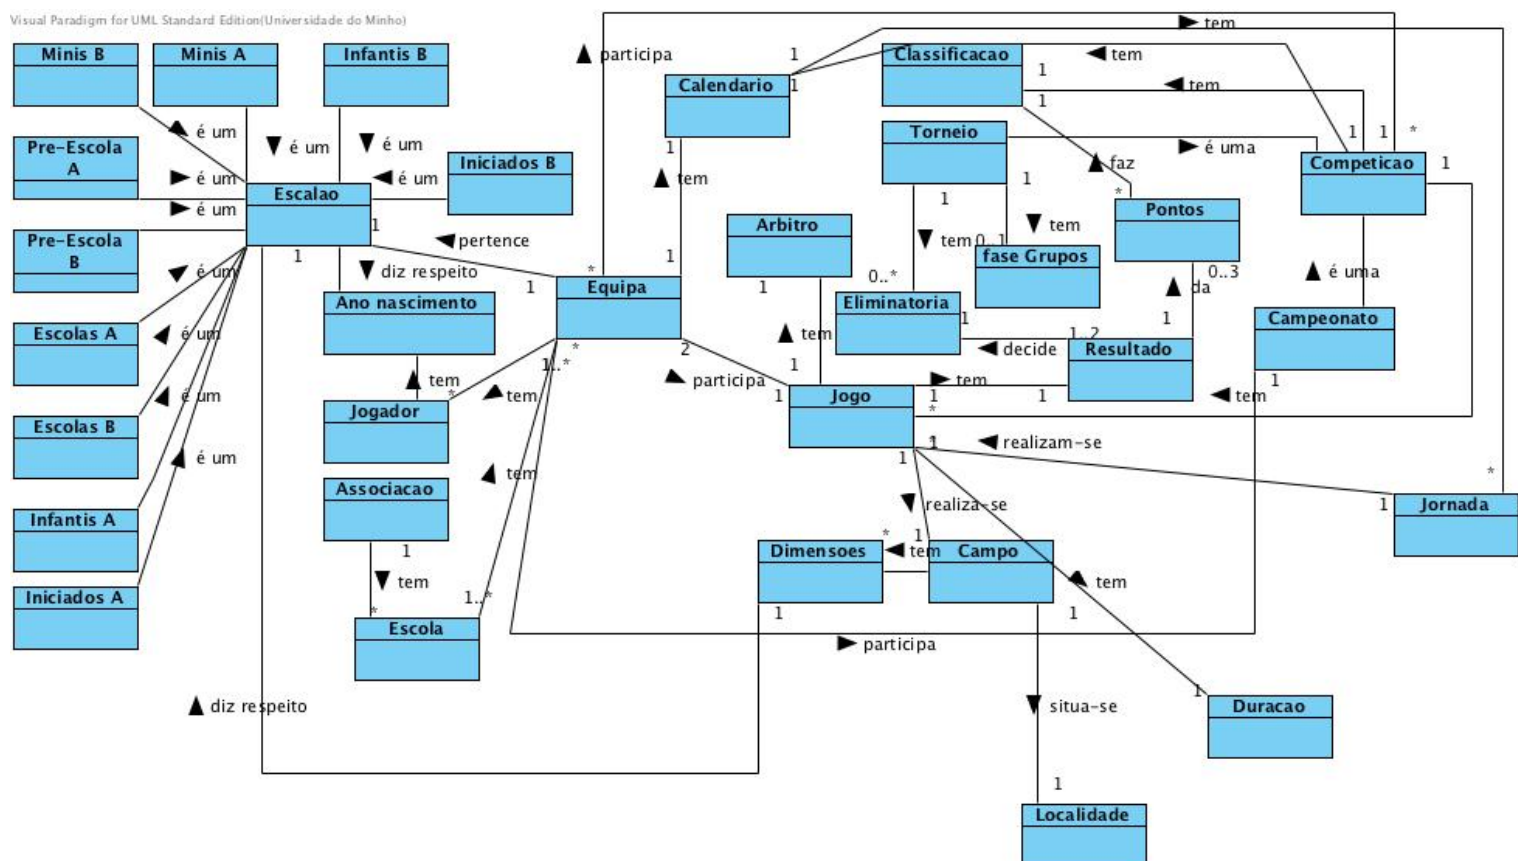 Visual Paradigm for UML Standard Edition(Universidade do Minho)
tem
Minis B
Minis A
Infantis B
participa
1
Classificacao
tem
1
Calendario
1
tem
1
é um
Pre-Escola
A
é um
é um
Torneio
1
1
*
é uma
Competicao
1
1
Iniciados B
é um
é um
faz
tem
1
*
Escalao
1
Pontos
é um
Pre-Escola
B
1
pertence
Arbitro
tem
tem
0..1
1
1
*
fase Grupos
é um
diz respeito
1
Equipa
1
0..*
0..3
é uma
da
Ano nascimento
Eliminatoria
1
1
Campeonato
Escolas A
é um
1..2
decide
Resultado
tem
2
*
1..*
1
participa
tem
tem
1
Jogador
*
tem
1
Jogo
1
1
tem
é um
*
Escolas B
*
1
realizam-se
1
é um
tem
*
Associacao
realiza-se
1
Jornada
Infantis A
*
1
1
Dimensoes
tem
Campo
tem
tem
Iniciados A
1..*
*
1
1
Escola
participa
diz respeito
situa-se
1
Duracao
1
Localidade